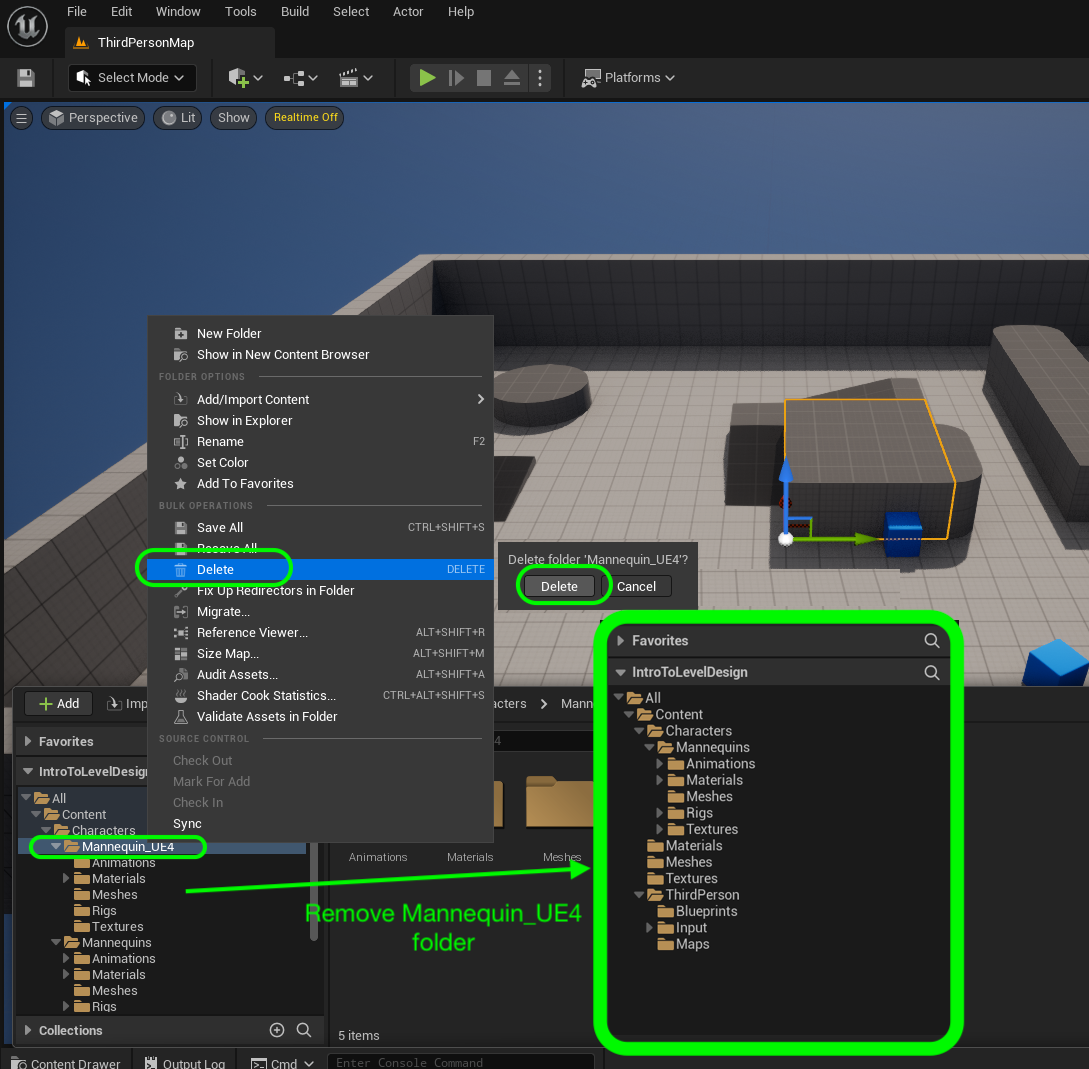 File Edit Window Tools Build Select Actor Help
ThirdPersonMap
Select Mode
Platforms
Perspective Lit Show Realtime Off
New Folder
Show in New Content Browser
FOLDER OPTIONS
Add/Import Content
Show in Explorer
Rename F2
Set Color
Add To Favorites
BULK OPERATIONS
Save All CTRL+SHIFT+S
Resave All
Delete DELETE
Fix Up Redirectors in Folder
Migrate...
Reference Viewer... ALT+SHIFT+R
Size Map... ALT+SHIFT+M
Audit Assets... ALT+SHIFT+A
Shader Cook Statistics... CTRL+ALT+SHIFT+S
Validate Assets in Folder
SOURCE CONTROL
Check Out
Mark For Add
Check In
Sync
Delete folder 'Mannequin_UE4'?
Delete Cancel
Add Imp
acters > Mann
4
Favorites
IntroToLevelDesign
All
Content
Characters
Mannequin_UE4
Animations
Materials
Meshes
Rigs
Textures
Mannequins
Animations
Materials
Meshes
Rigs
Collections
Animations Materials Meshes
Remove Mannequin_UE4
folder
5 items
Favorites
IntroToLevelDesign
All
Content
Characters
Mannequins
Animations
Materials
Meshes
Rigs
Textures
Materials
Meshes
Textures
ThirdPerson
Blueprints
Input
Maps
Content Drawer Output Log Cmd Enter Console Command